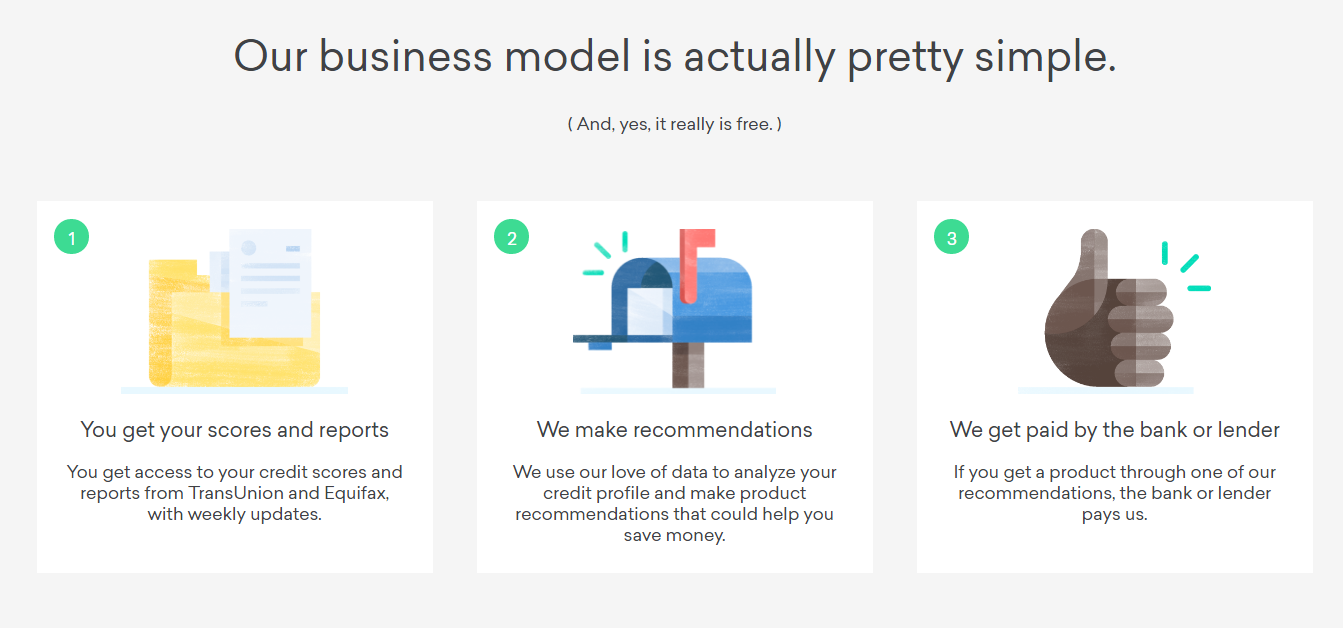 Our business model is actually pretty simple.
( And, yes, it really is free. )
1
You get your scores and reports
You get access to your credit scores and
reports from TransUnion and Equifax,
with weekly updates.
2
We make recommendations
We use our love of data to analyze your
credit profile and make product
recommendations that could help you
save money.
3
We get paid by the bank or lender
If you get a product through one of our
recommendations, the bank or lender
pays us.